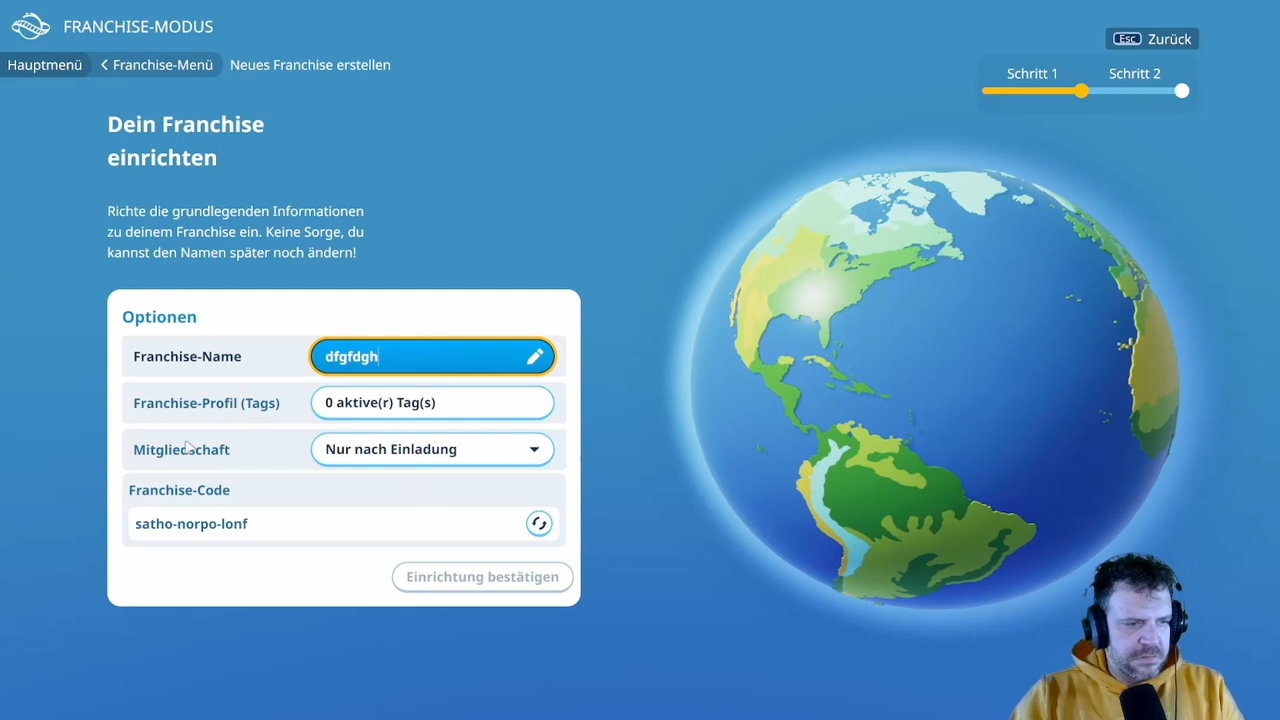 FRANCHISE-MODUS
Esc Zurück
Hauptmenü Franchise-Menü Neues Franchise erstellen
Schritt 1 Schritt 2
Dein Franchise
einrichten
Richte die grundlegenden Informationen
zu deinem Franchise ein. Keine Sorge, du
kannst den Namen später noch ändern!
Optionen
Franchise-Name dfgfdgh
Franchise-Profil (Tags) 0 aktive(r) Tag(s)
Mitgliedschaft Nur nach Einladung
Franchise-Code
satho-norpo-lonf
Einrichtung bestätigen